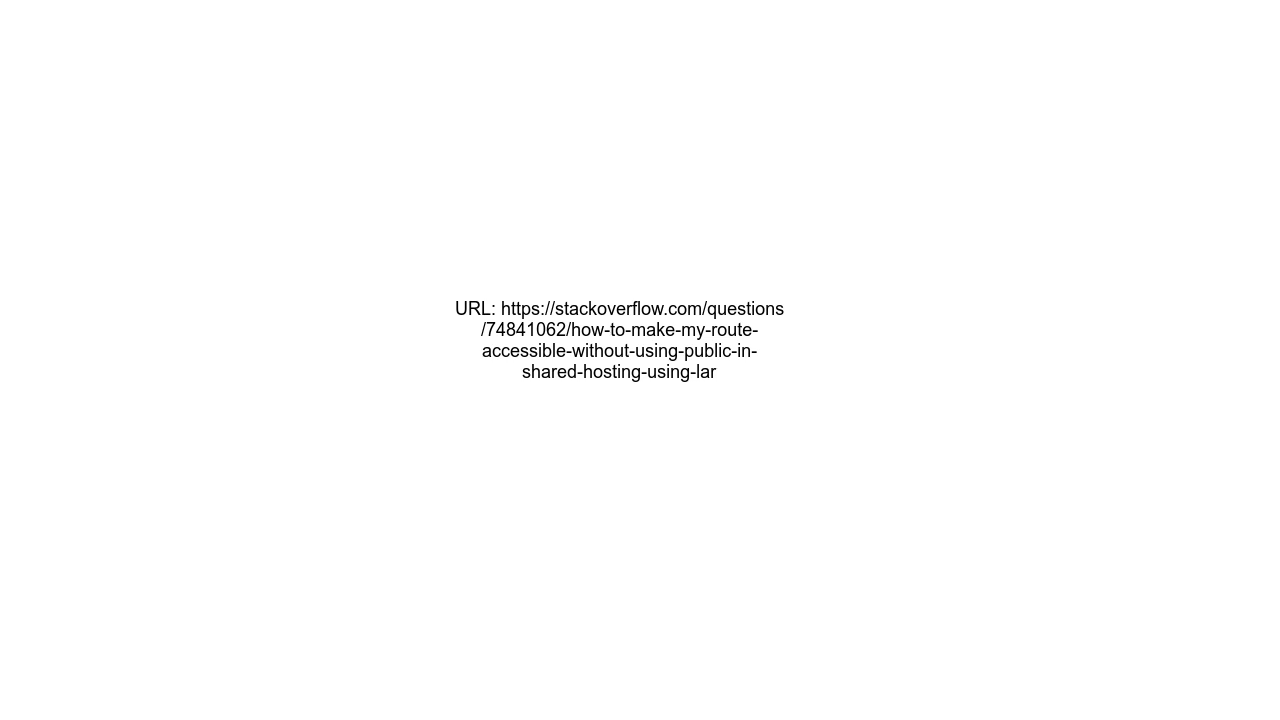 URL: https://stackoverflow.com/questions
/74841062/how-to-make-my-route-
accessible-without-using-public-in-
shared-hosting-using-lar